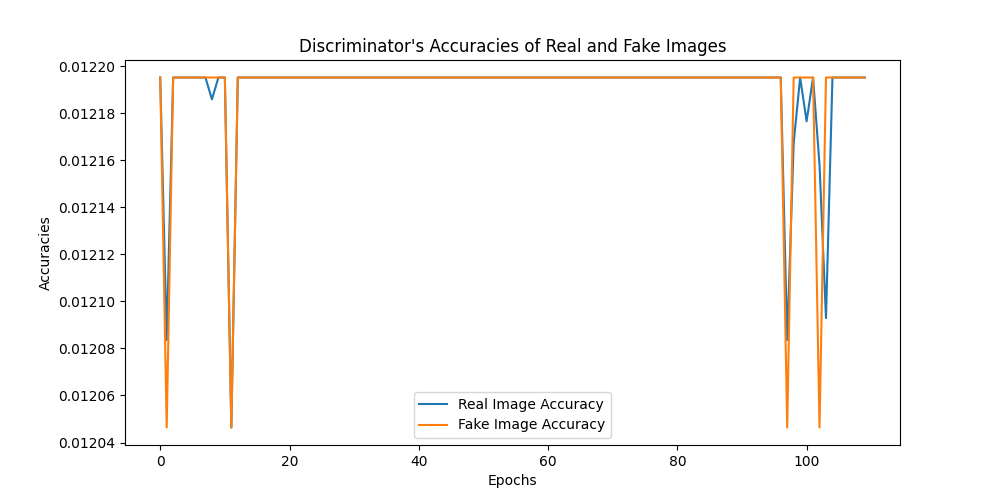 Discriminator's Accuracies of Real and Fake Images
0.01220
0.01218
0.01216
0.01214
0.01212
0.01210
0.01208
0.01206
0.01204
Accuracies
Real Image Accuracy
Fake Image Accuracy
0 20 40 60 80 100
Epochs